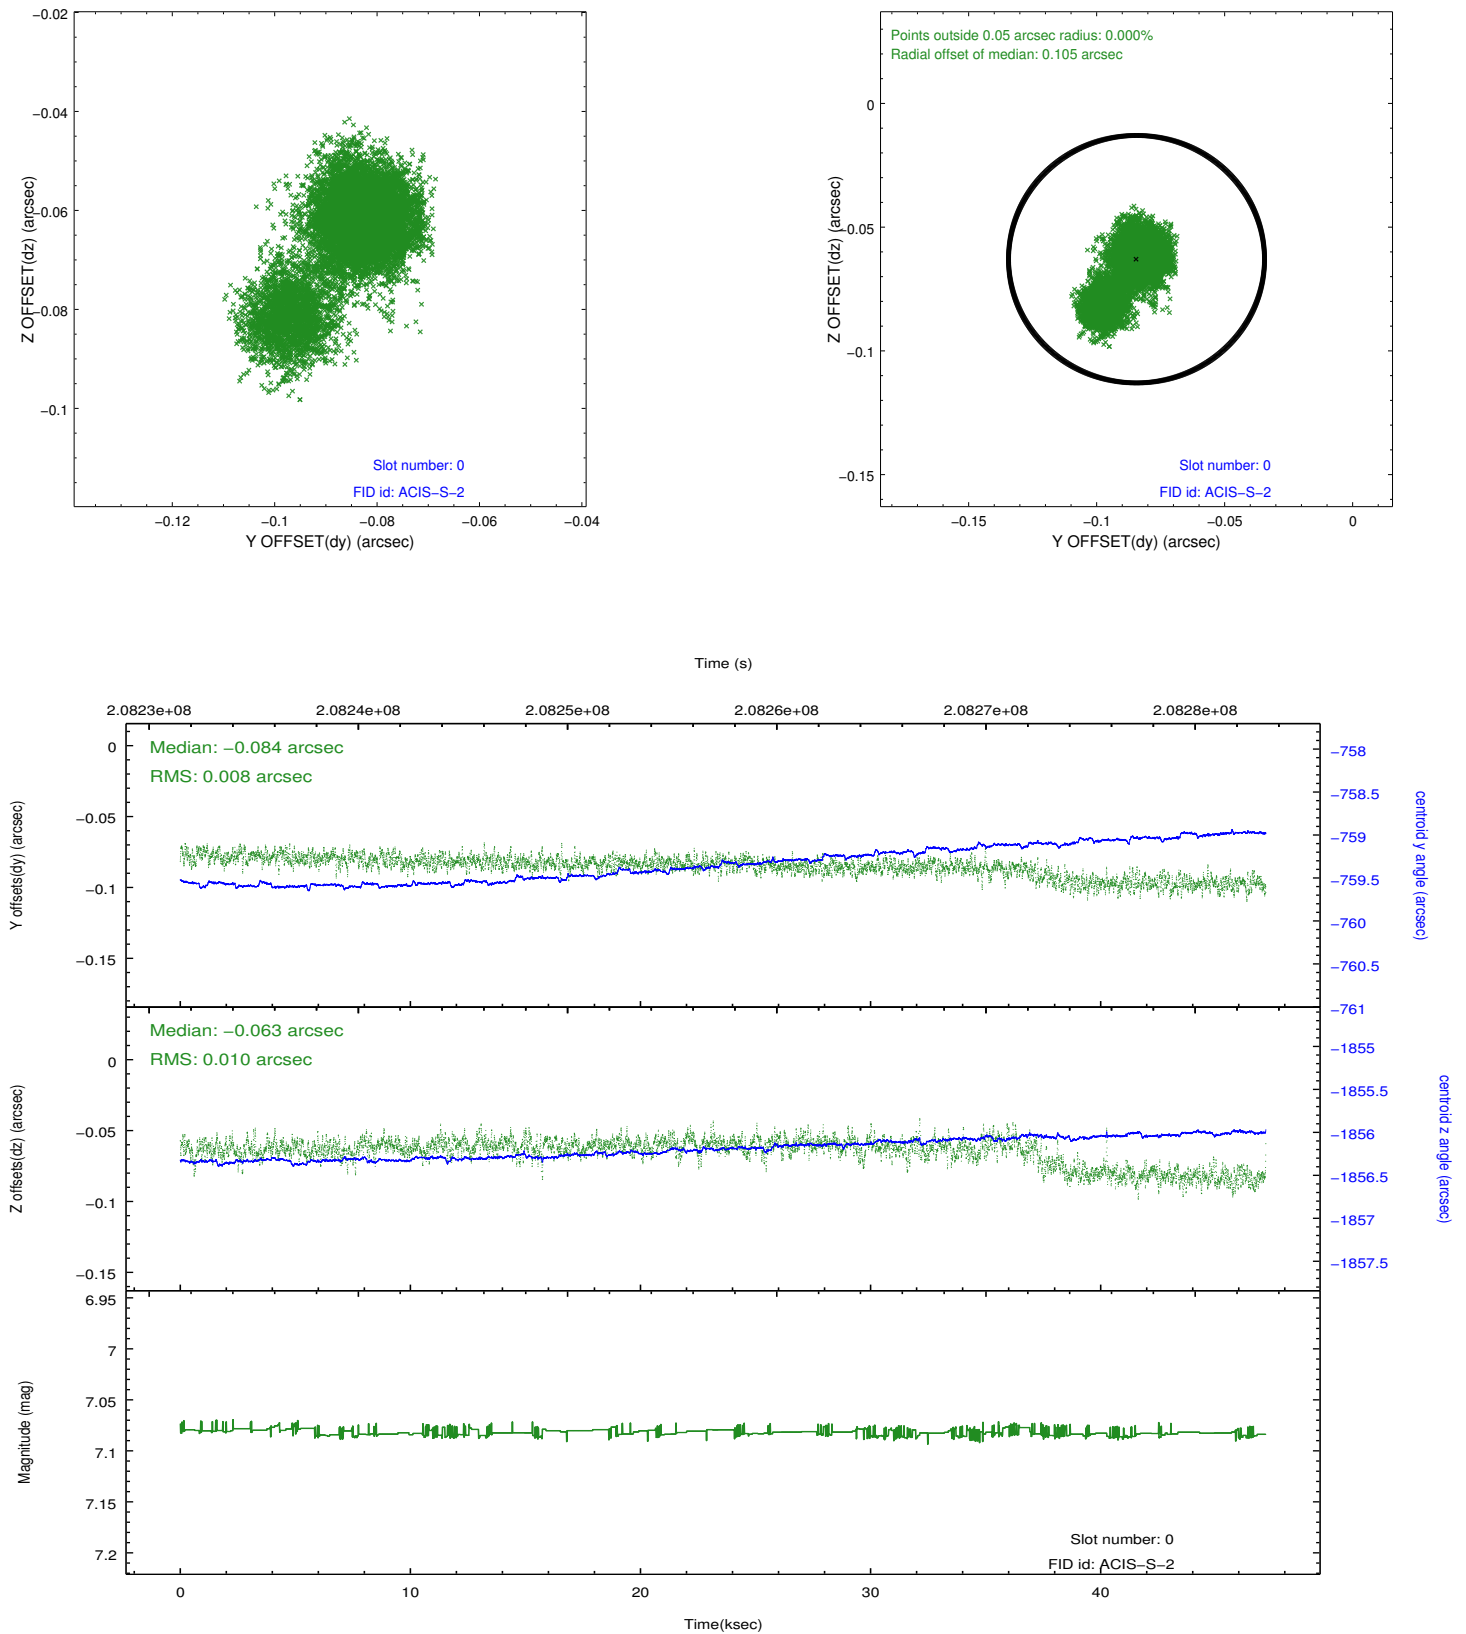 −0.02
−0.04
−0.06
−0.08
−0.1
Z OFFSET(dz) (arcsec)
Slot number: 0
FID id: ACIS−S−2
−0.12
−0.1
−0.08
−0.06
−0.04
Y OFFSET(dy) (arcsec)
Points outside 0.05 arcsec radius: 0.000%
Radial offset of median: 0.105 arcsec
0
−0.05
−0.1
−0.15
Z OFFSET(dz) (arcsec)
Slot number: 0
FID id: ACIS−S−2
−0.15
−0.1
−0.05
0
Y OFFSET(dy) (arcsec)
Time (s)
2.0823e+08
2.0824e+08
2.0825e+08
2.0826e+08
2.0827e+08
2.0828e+08
Median: −0.084 arcsec
RMS: 0.008 arcsec
0
−0.05
−0.1
−0.15
Y offsets(dy) (arcsec)
−758
−758.5
−759
−759.5
−760
−760.5
−761
centroid y angle (arcsec)
Median: −0.063 arcsec
RMS: 0.010 arcsec
0
−0.05
−0.1
−0.15
Z offsets(dz) (arcsec)
−1855
−1855.5
−1856
−1856.5
−1857
−1857.5
centroid z angle (arcsec)
6.95
7
7.05
7.1
7.15
7.2
Magnitude (mag)
Slot number: 0
FID id: ACIS−S−2
0
10
20
30
40
Time(ksec)